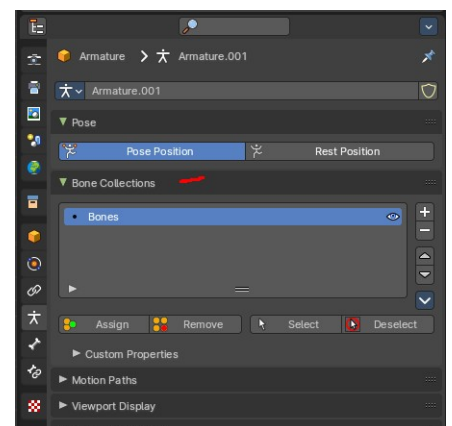 Armature > Armature.001
Armature.001
Pose
Pose Position Rest Position
Bone Collections
Bones
Assign Remove Select Deselect
Custom Properties
Motion Paths
Viewport Display